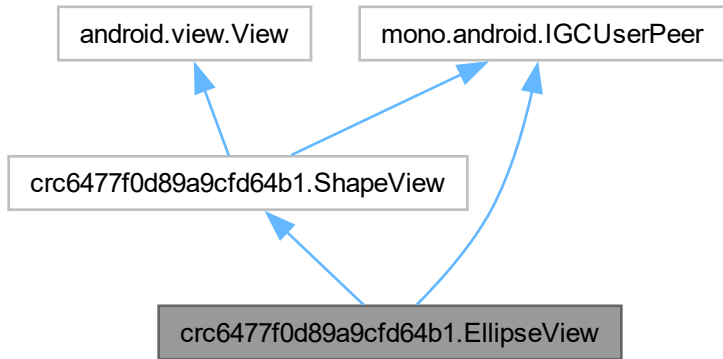 android.view.View
mono.android.IGCUserPeer
crc6477f0d89a9cfd64b1.ShapeView
crc6477f0d89a9cfd64b1.EllipseView